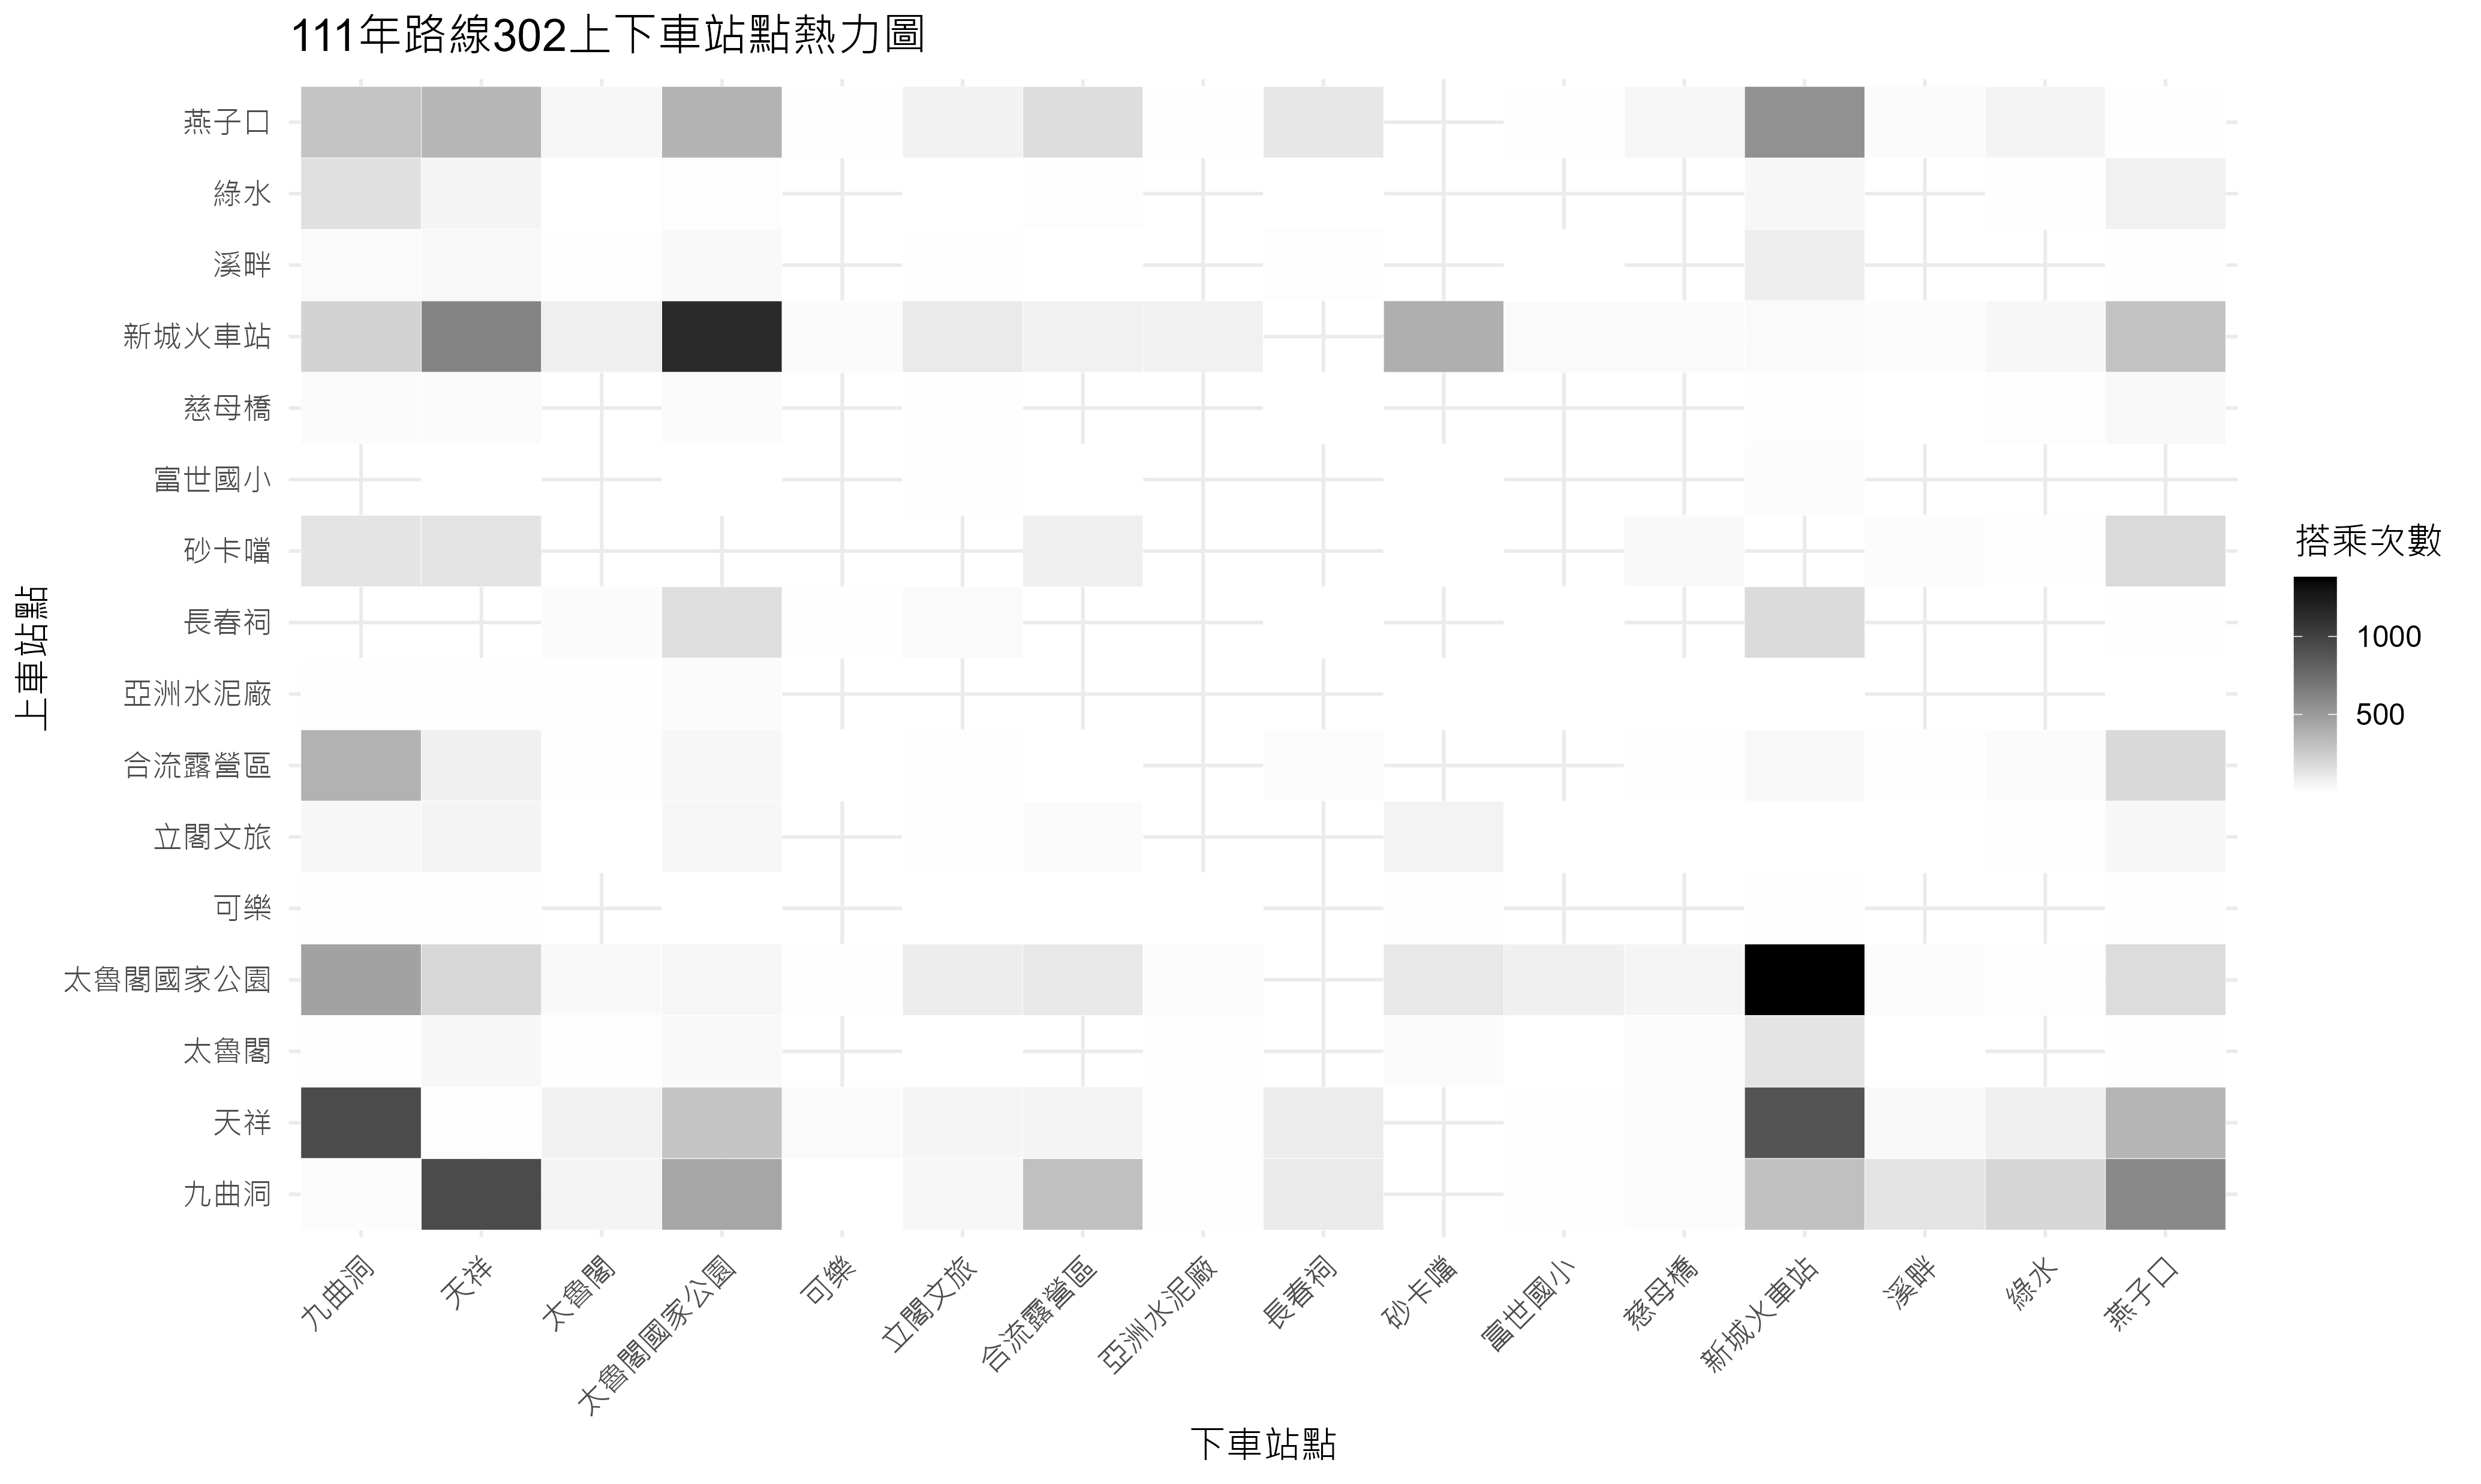 111年路線302上下車站點熱力圖
上車站點
燕子口
綠水
溪畔
新城火車站
慈母橋
富世國小
砂卡噹
長春祠
亞洲水泥廠
合流露營區
立閣文旅
可樂
太魯閣國家公園
太魯閣
天祥
九曲洞
九曲洞
天祥
太魯閣
太魯閣國家公園
可樂
立閣文旅
合流露營區
亞洲水泥廠
長春祠
砂卡噹
富世國小
慈母橋
新城火車站
溪畔
綠水
燕子口
下車站點
搭乘次數
1000
500